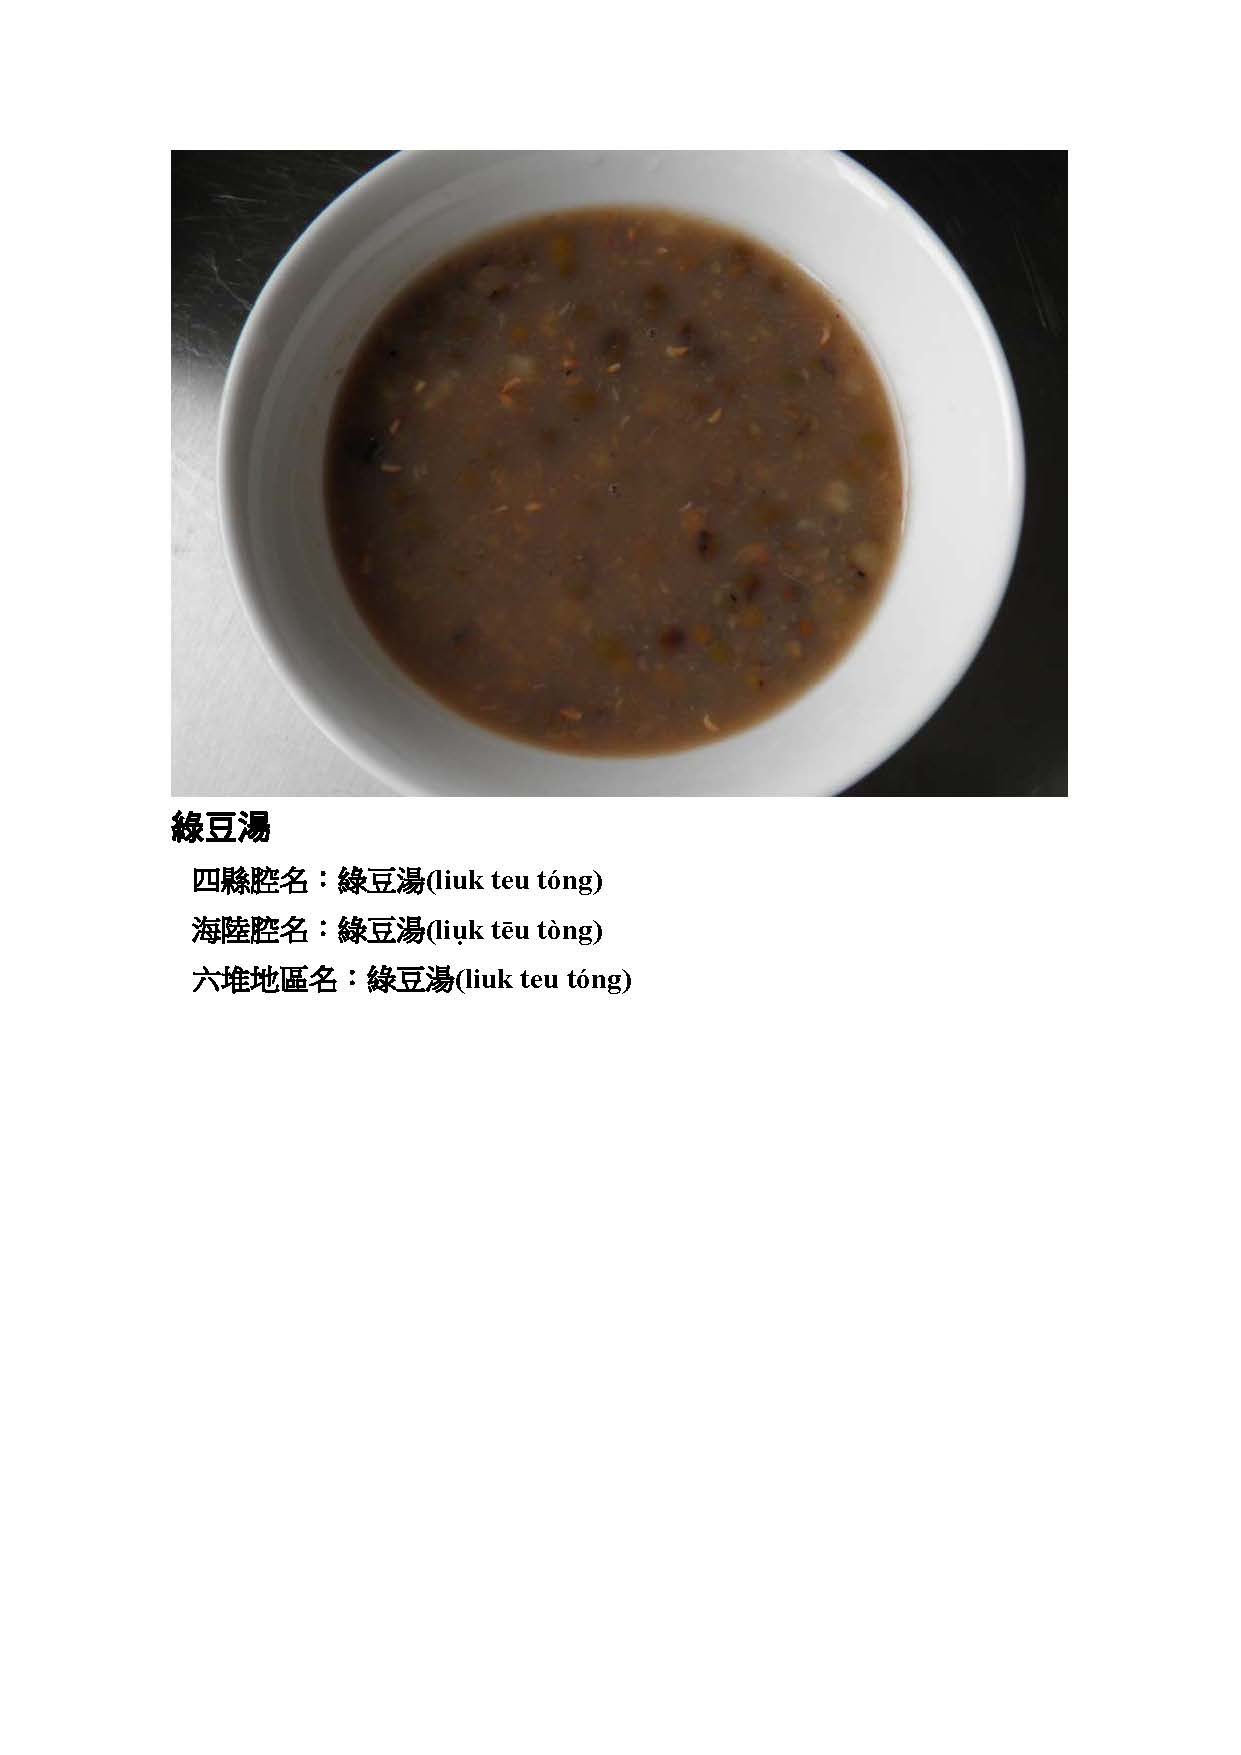 綠豆湯
四縣腔名：綠豆湯(liuk teu tóng)
海陸腔名：綠豆湯(liụk tēu tòng)
六堆地區名：綠豆湯(liuk teu tóng)